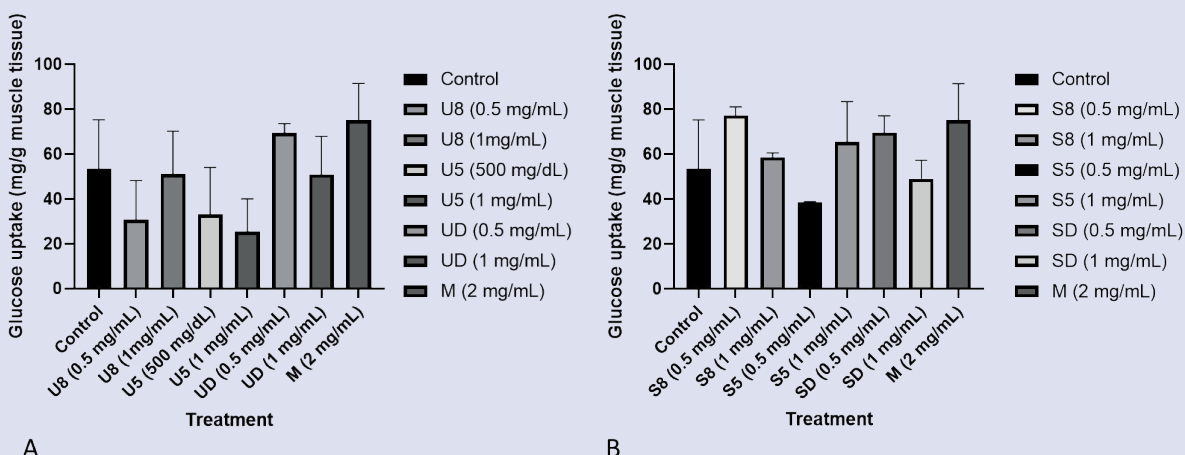 Glucose uptake (mg/g muscle tissue)
100
80
60
40
20
0
Control
U8 (0.5 mg/mL)
U8 (1mg/mL)
U5 (500 mg/dL)
U5 (1 mg/mL)
UD (0.5 mg/mL)
UD (1 mg/mL)
M (2 mg/mL)
Treatment
Control
U8 (0.5 mg/mL)
U8 (1mg/mL)
U5 (500 mg/dL)
U5 (1 mg/mL)
UD (0.5 mg/mL)
UD (1 mg/mL)
M (2 mg/mL)
A
Glucose uptake (mg/g muscle tissue)
100
80
60
40
20
0
Control
S8 (0.5 mg/mL)
S8 (1 mg/mL)
S5 (0.5 mg/mL)
S5 (1 mg/mL)
SD (0.5 mg/mL)
SD (1 mg/mL)
M (2 mg/mL)
Treatment
Control
S8 (0.5 mg/mL)
S8 (1 mg/mL)
S5 (0.5 mg/mL)
S5 (1 mg/mL)
SD (0.5 mg/mL)
SD (1 mg/mL)
M (2 mg/mL)
B